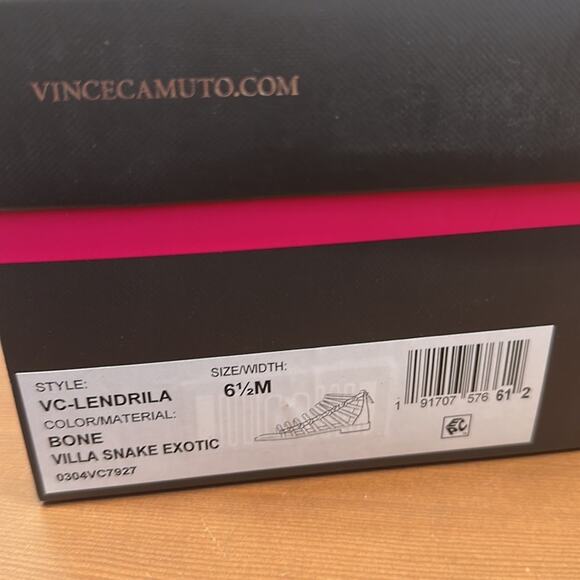 VINCECAMUTO.COM
STYLE:
VC-LENDRILA
SIZE/WIDTH:
6½M
COLOR/MATERIAL:
BONE
VILLA SNAKE EXOTIC
0304VC7927
1 91707 576 61 2